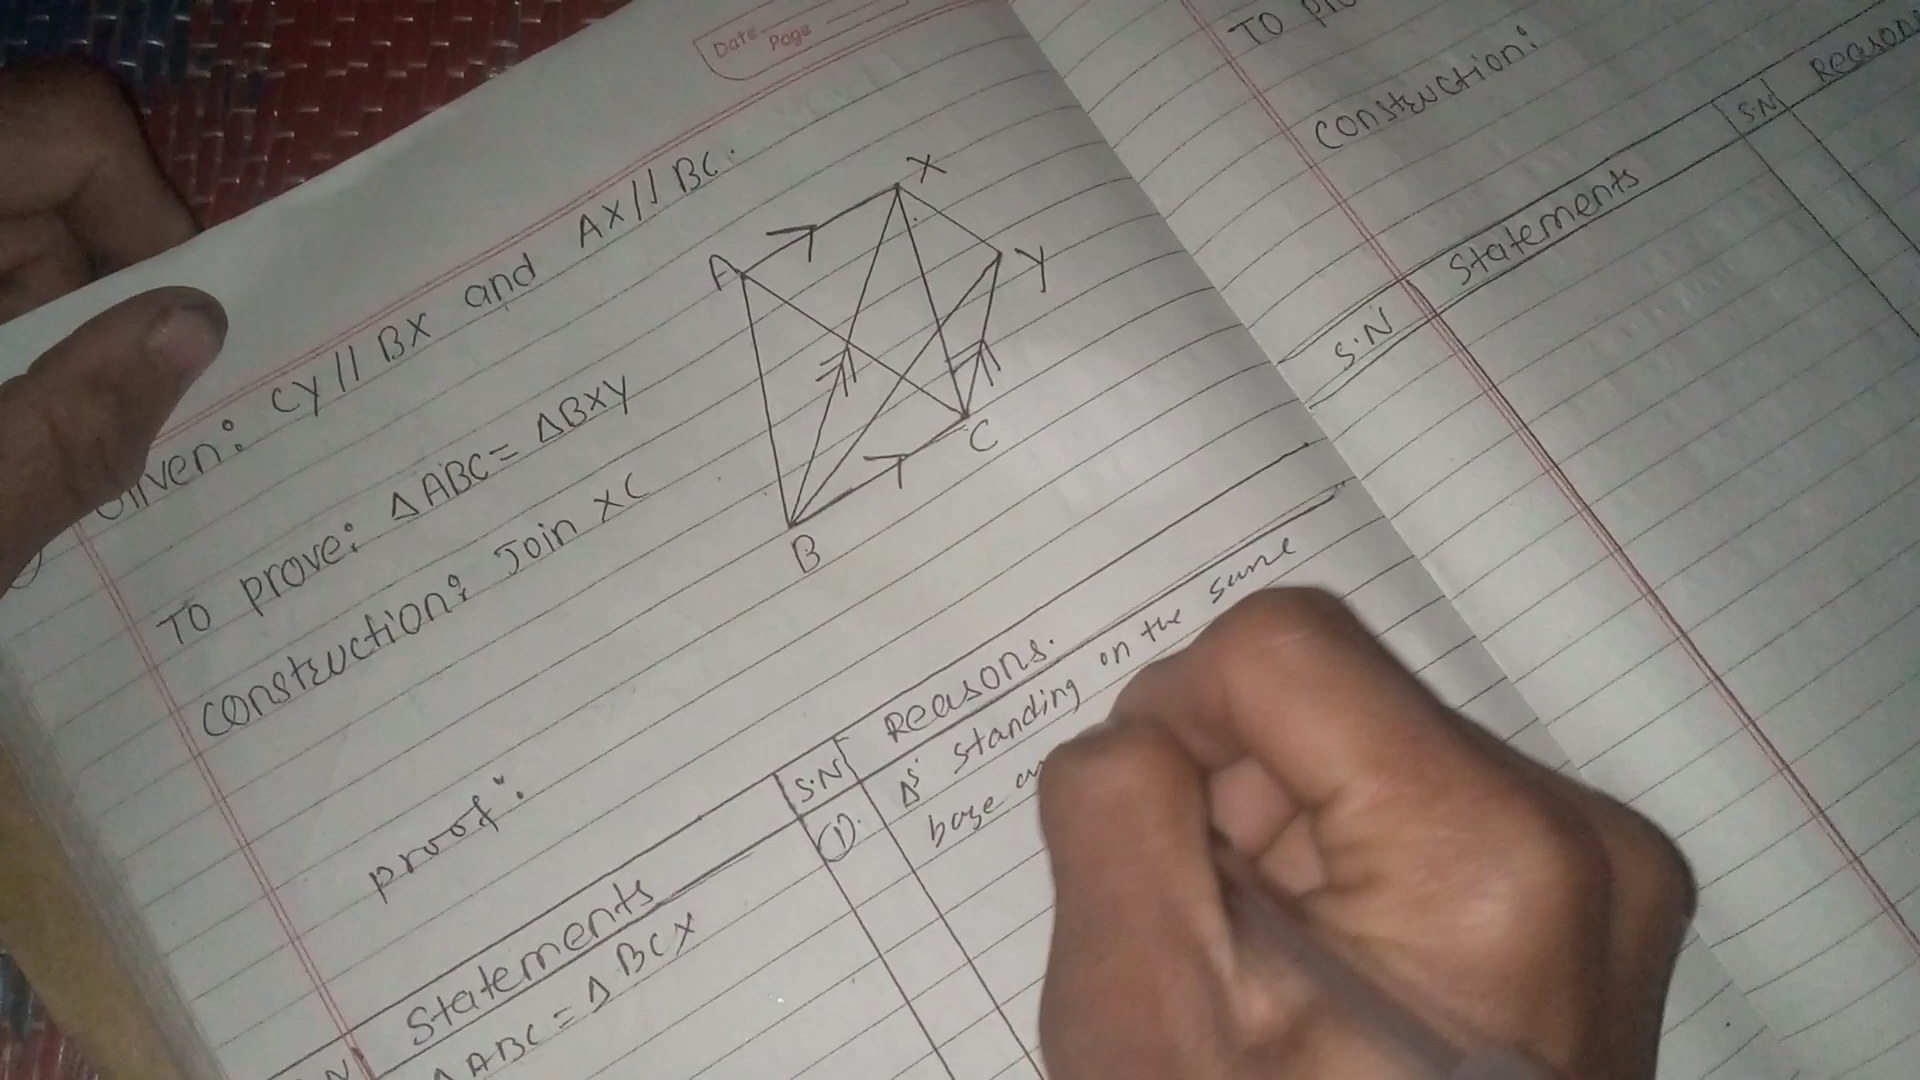 Date
Page
Given: CY // BX and AX // BC.
To prove: ΔABC = ΔBXY
Construction: Join XC
A
X
Y
B
C
proof:
Statements
S.N
Reasons.
ΔABC = ΔBCX
①.
Δs' standing on the same
base
Construction:
S.N
Statements
S.N
Reasons